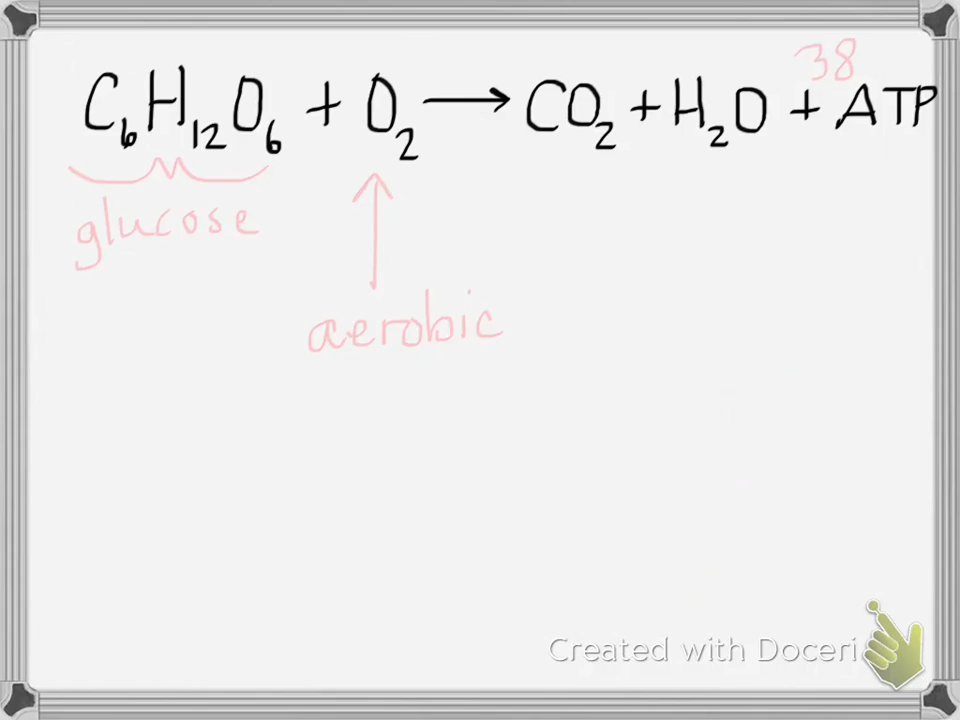 38
C₆H₁₂O₆ + O₂ → CO₂ + H₂O + ATP
glucose
aerobic
Created with Doceri